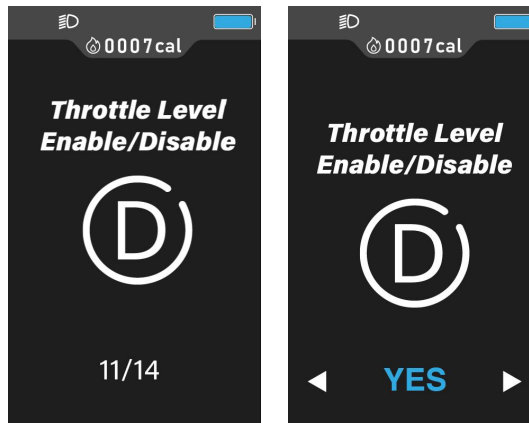 0007cal
Throttle Level
Enable/Disable
D
11/14
0007cal
Throttle Level
Enable/Disable
D
YES